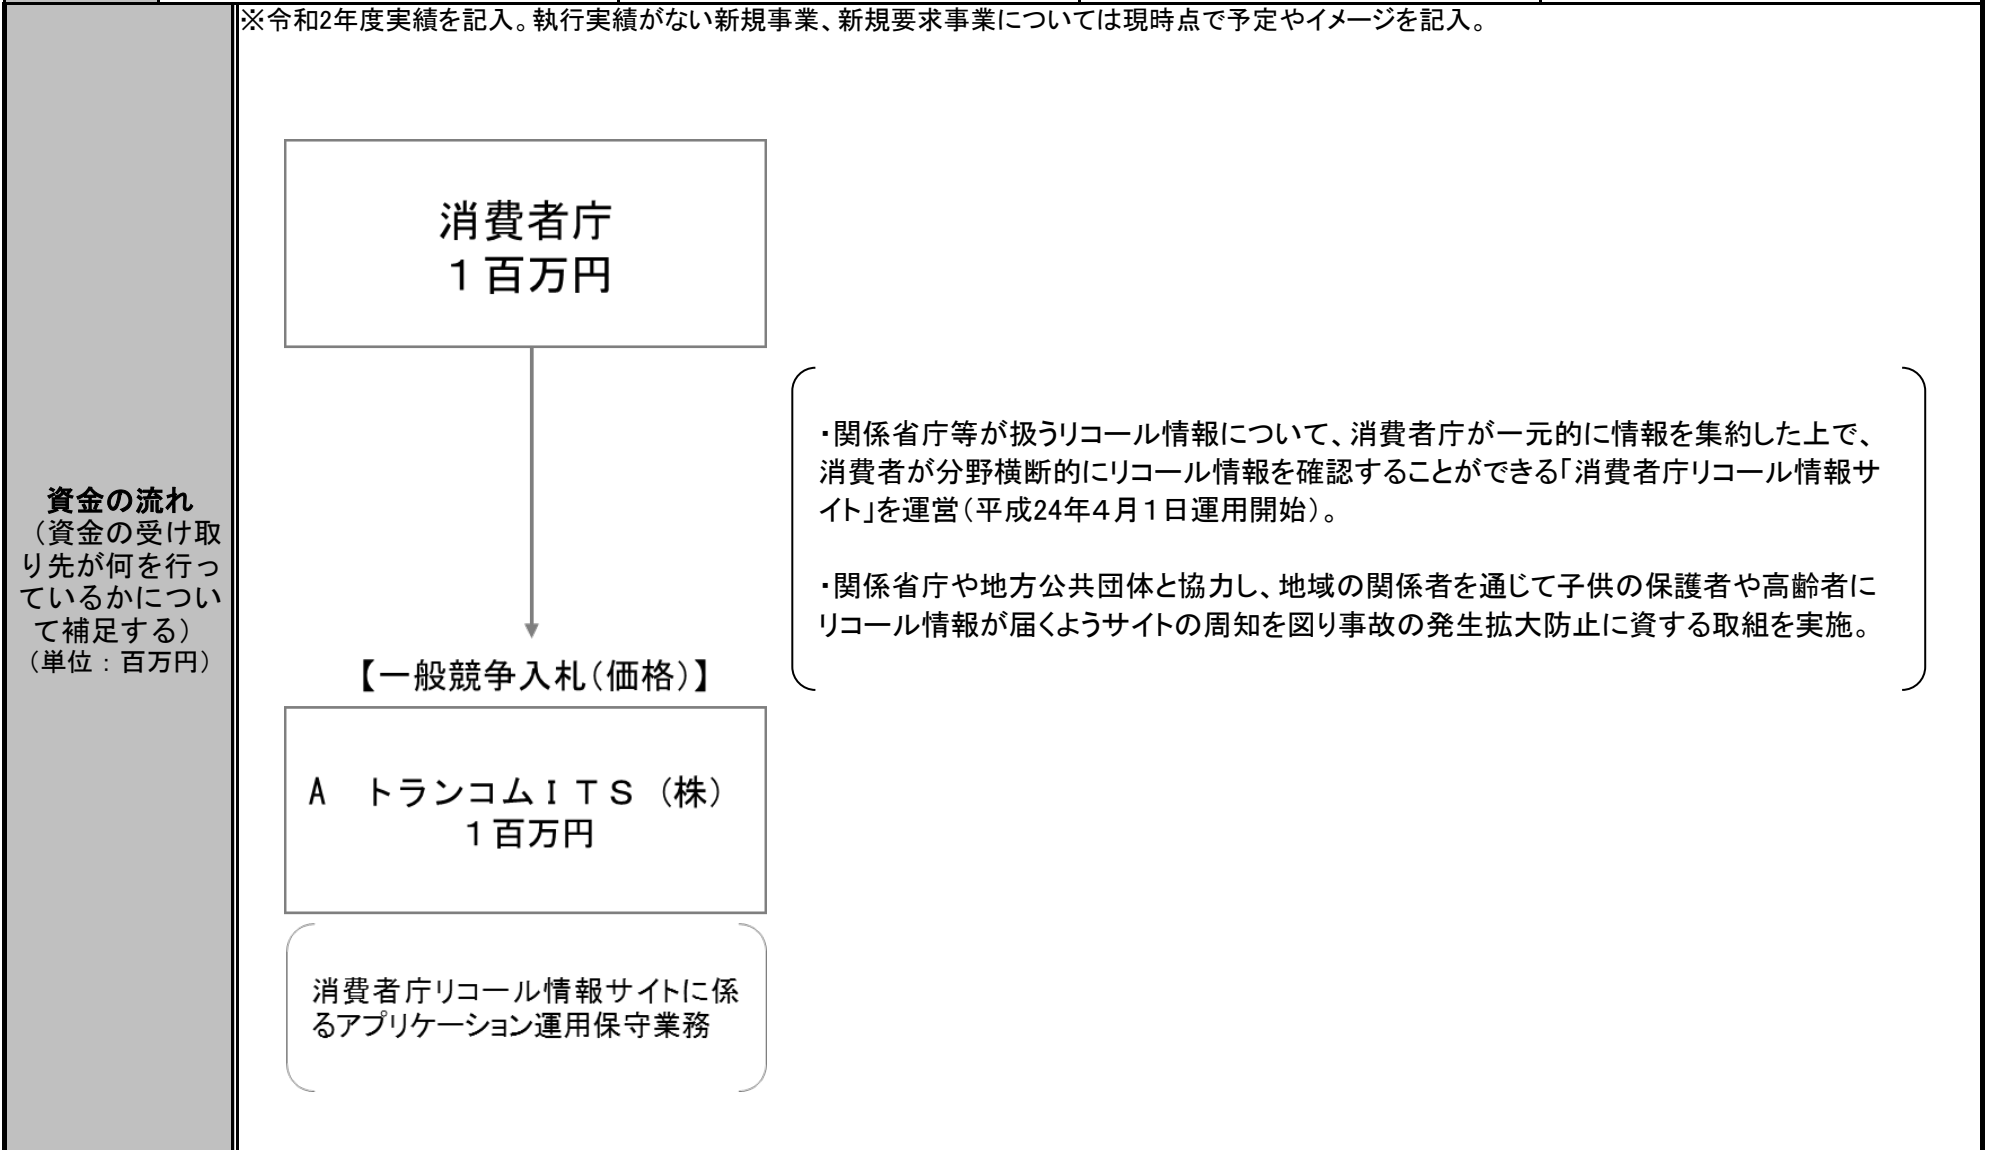 ※令和2年度実績を記入。執行実績がない新規事業、新規要求事業については現時点で予定やイメージを記入。
資金の流れ
（資金の受け取
り先が何を行っ
ているかについ
て補足する）
（単位：百万円）
消費者庁
１百万円
・関係省庁等が扱うリコール情報について、消費者庁が一元的に情報を集約した上で、
消費者が分野横断的にリコール情報を確認することができる「消費者庁リコール情報サ
イト」を運営（平成24年４月１日運用開始）。
・関係省庁や地方公共団体と協力し、地域の関係者を通じて子供の保護者や高齢者に
リコール情報が届くようサイトの周知を図り事故の発生拡大防止に資する取組を実施。
【一般競争入札（価格）】
A　トランコムＩＴＳ（株）
１百万円
消費者庁リコール情報サイトに係
るアプリケーション運用保守業務